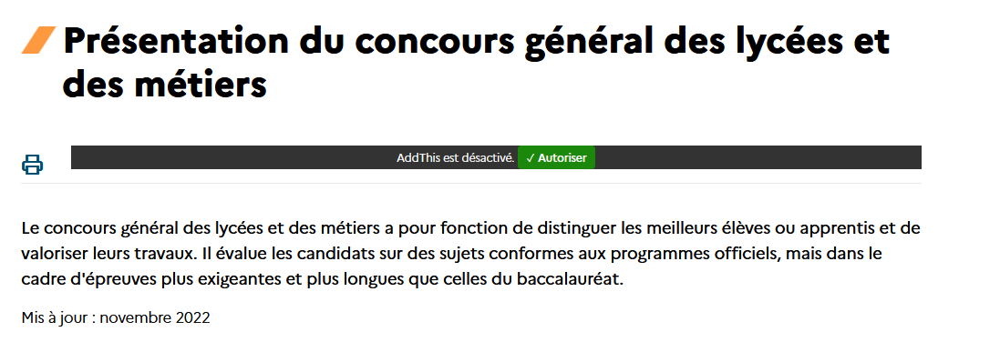 Présentation du concours général des lycées et
des métiers
AddThis est désactivé. ✓ Autoriser
Le concours général des lycées et des métiers a pour fonction de distinguer les meilleurs élèves ou apprentis et de
valoriser leurs travaux. Il évalue les candidats sur des sujets conformes aux programmes officiels, mais dans le
cadre d'épreuves plus exigeantes et plus longues que celles du baccalauréat.
Mis à jour : novembre 2022